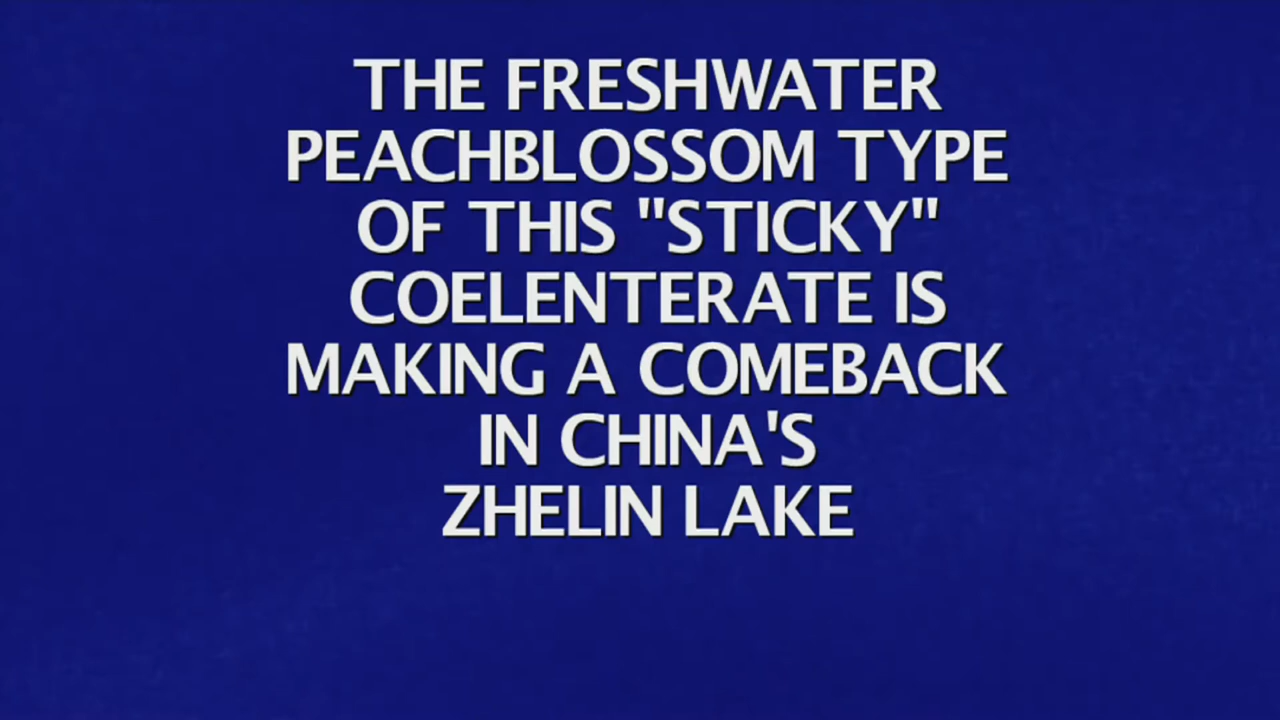 THE FRESHWATER
PEACHBLOSSOM TYPE
OF THIS "STICKY"
COELENTERATE IS
MAKING A COMEBACK
IN CHINA'S
ZHELIN LAKE